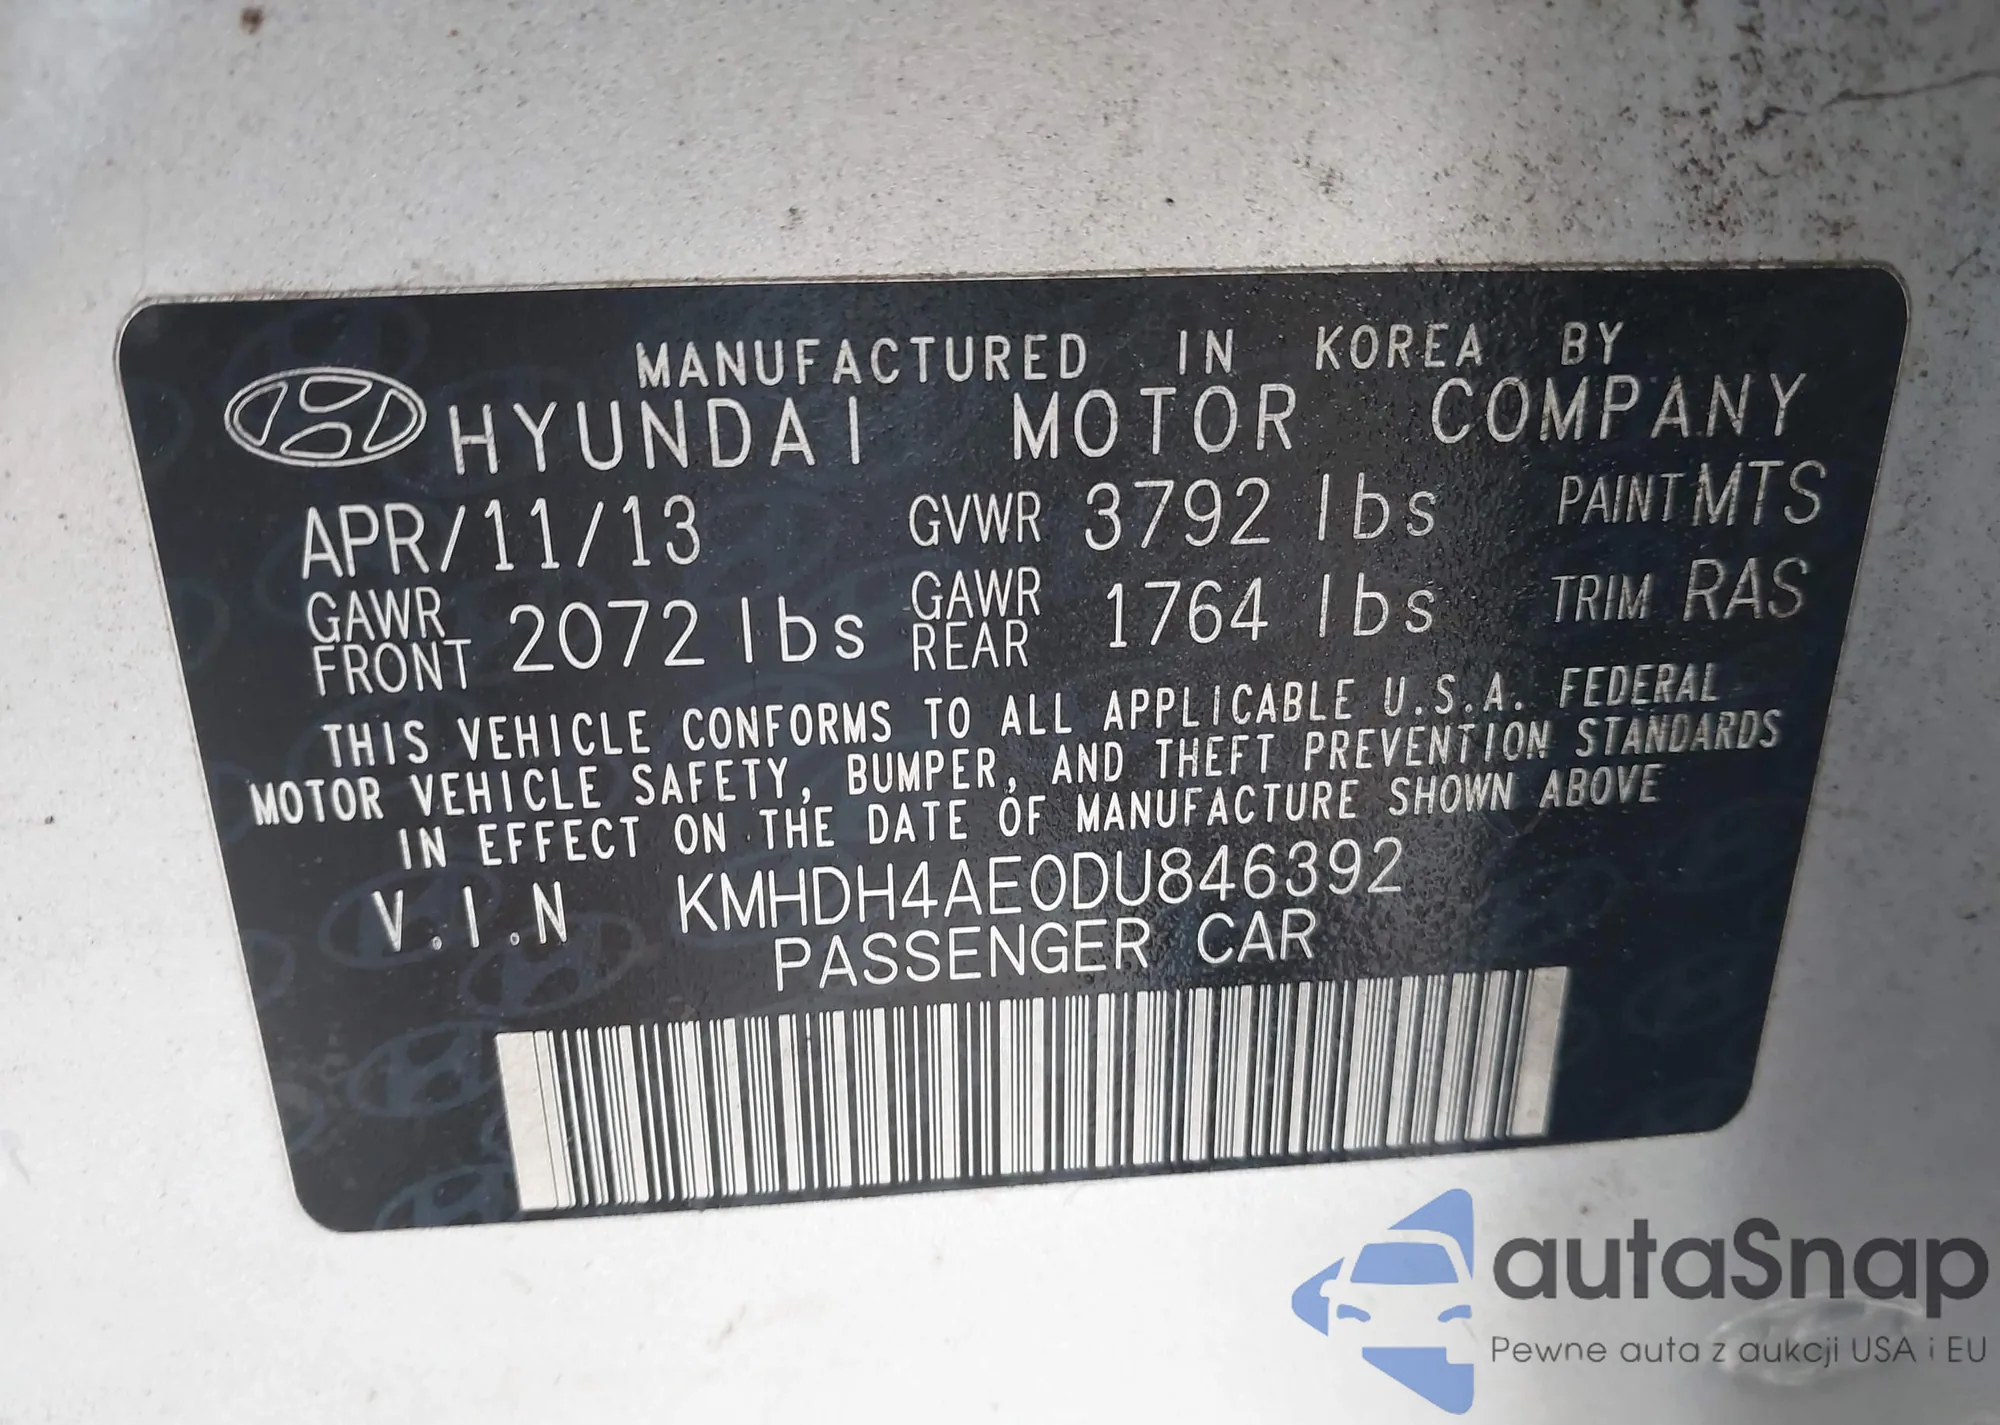 MANUFACTURED IN KOREA BY
HYUNDAI MOTOR COMPANY
APR/11/13 GVWR 3792 lbs PAINT MTS
GAWR FRONT 2072 lbs GAWR REAR 1764 lbs TRIM RAS
THIS VEHICLE CONFORMS TO ALL APPLICABLE U.S.A. FEDERAL
MOTOR VEHICLE SAFETY, BUMPER, AND THEFT PREVENTION STANDARDS
IN EFFECT ON THE DATE OF MANUFACTURE SHOWN ABOVE
V.I.N KMHDH4AE0DU846392
PASSENGER CAR
autaSnap
Pewne auta z aukcji USA i EU